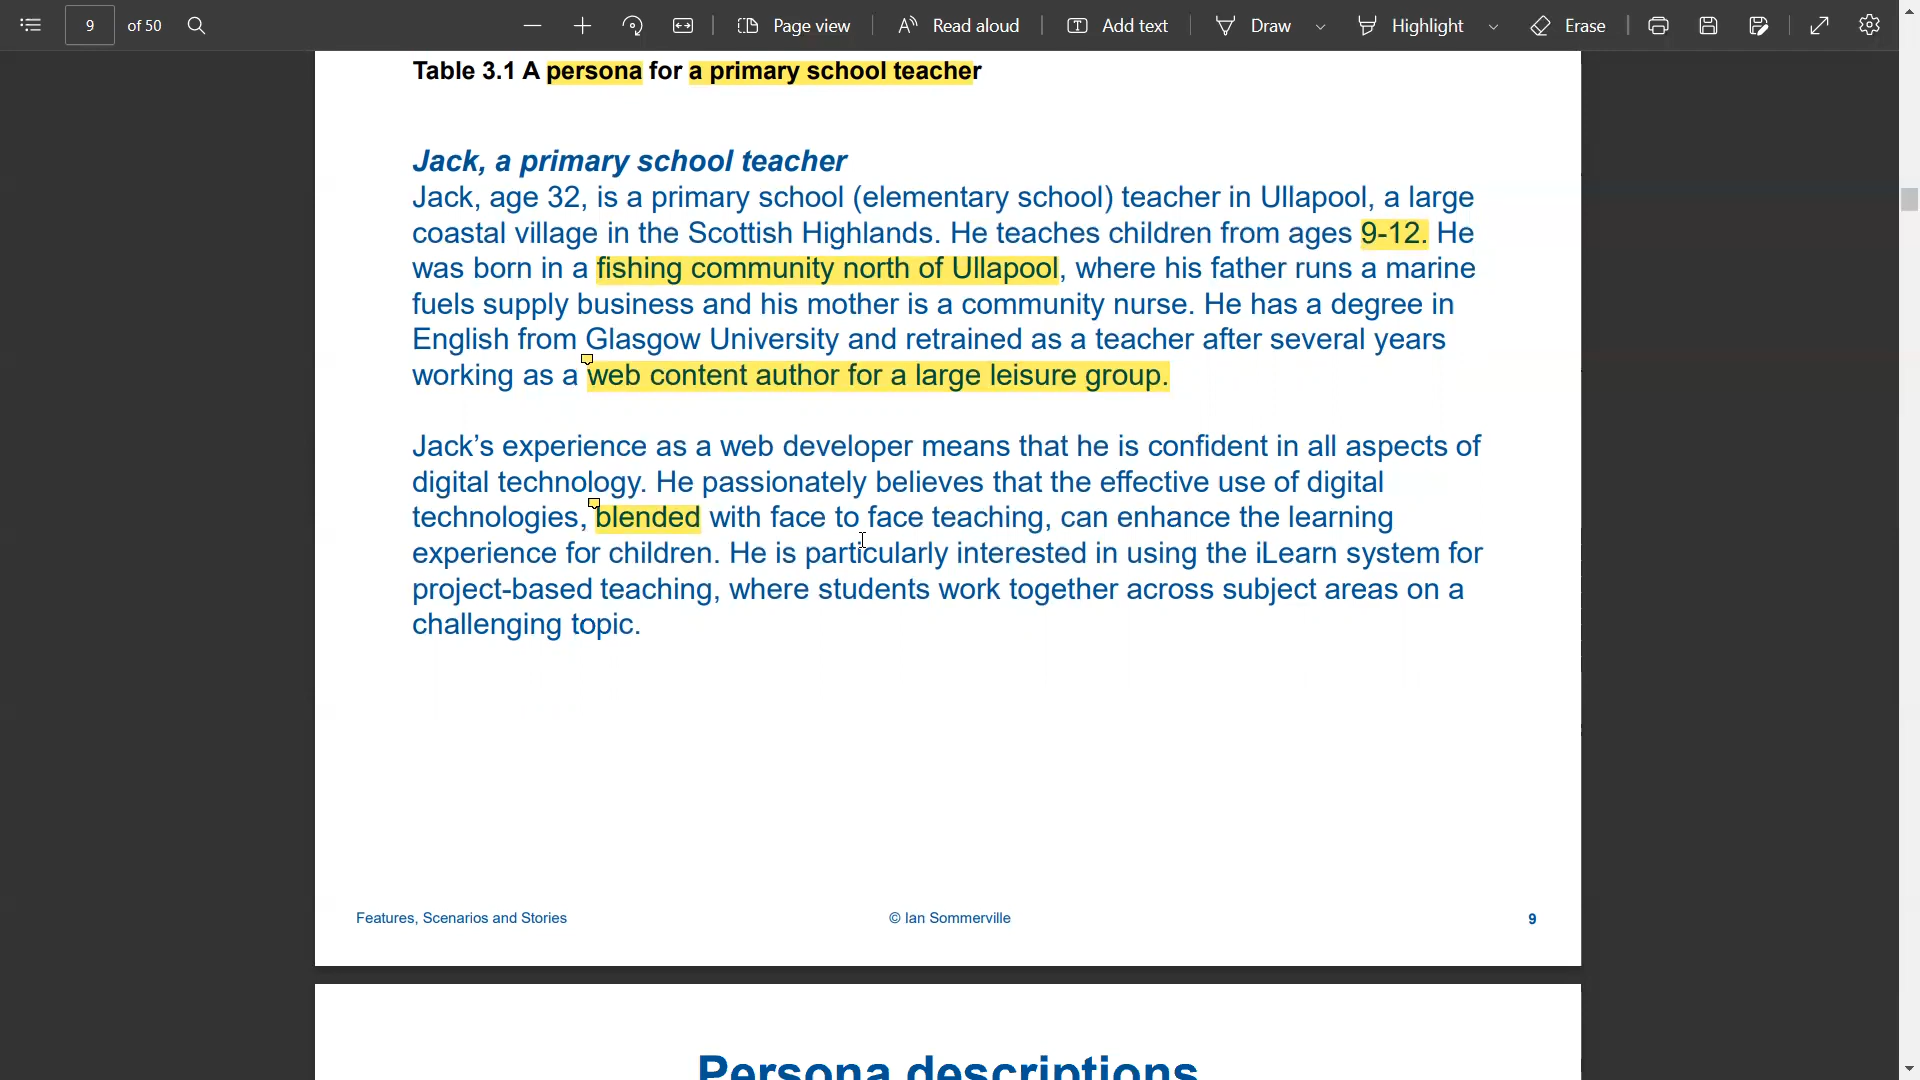 9 of 50 Page view Read aloud Add text Draw Highlight Erase
Table 3.1 A persona for a primary school teacher
Jack, a primary school teacher
Jack, age 32, is a primary school (elementary school) teacher in Ullapool, a large
coastal village in the Scottish Highlands. He teaches children from ages 9-12. He
was born in a fishing community north of Ullapool, where his father runs a marine
fuels supply business and his mother is a community nurse. He has a degree in
English from Glasgow University and retrained as a teacher after several years
working as a web content author for a large leisure group.
Jack’s experience as a web developer means that he is confident in all aspects of
digital technology. He passionately believes that the effective use of digital
technologies, blended with face to face teaching, can enhance the learning
experience for children. He is particularly interested in using the iLearn system for
project-based teaching, where students work together across subject areas on a
challenging topic.
Features, Scenarios and Stories © Ian Sommerville 9
Persona descriptions